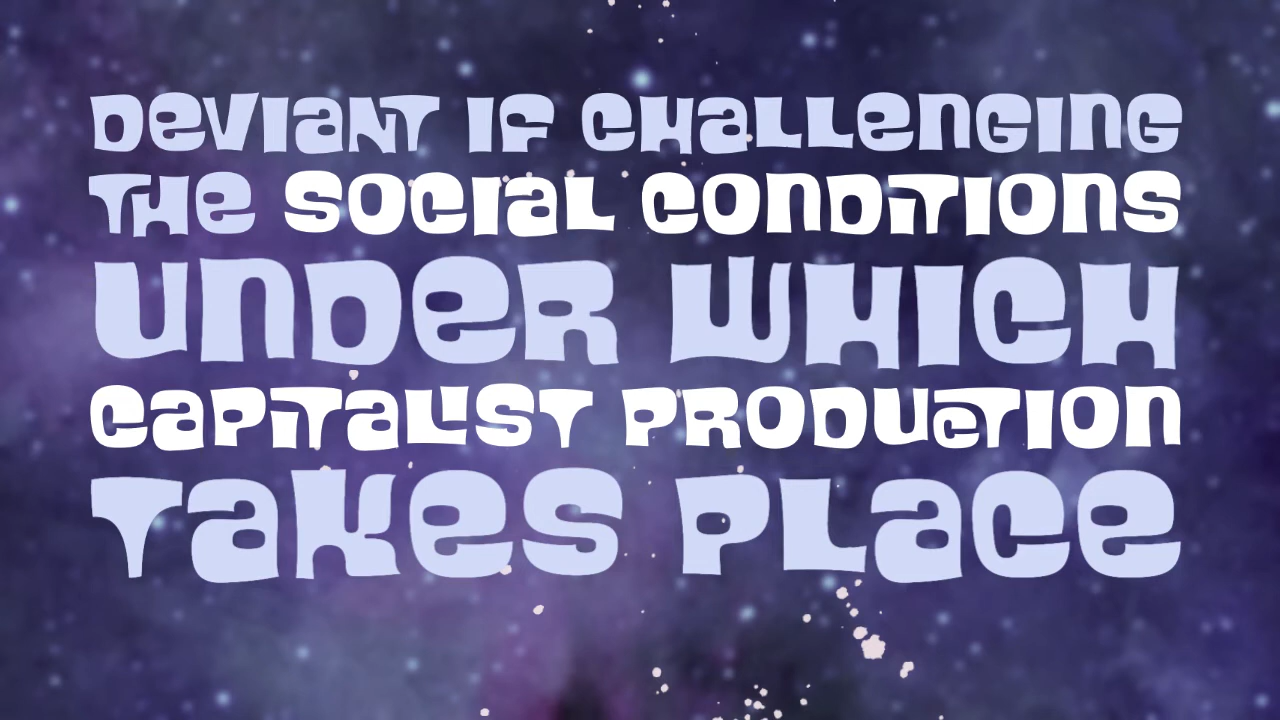 DEVIANT IF CHALLENGING
THE SOCIAL CONDITIONS
UNDER WHICH
CAPITALIST PRODUCTION
TAKES PLACE